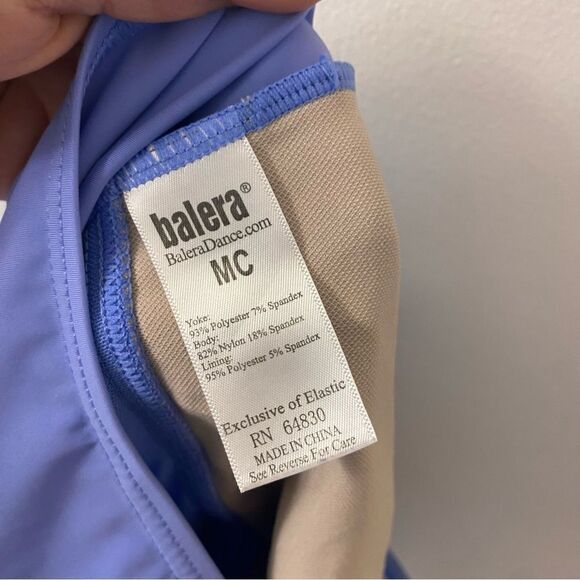 balera®
BaleraDance.com
MC
Yoke:
93% Polyester 7% Spandex
Body:
82% Nylon 18% Spandex
Lining:
95% Polyester 5% Spandex
Exclusive of Elastic
RN 64830
MADE IN CHINA
See Reverse For Care